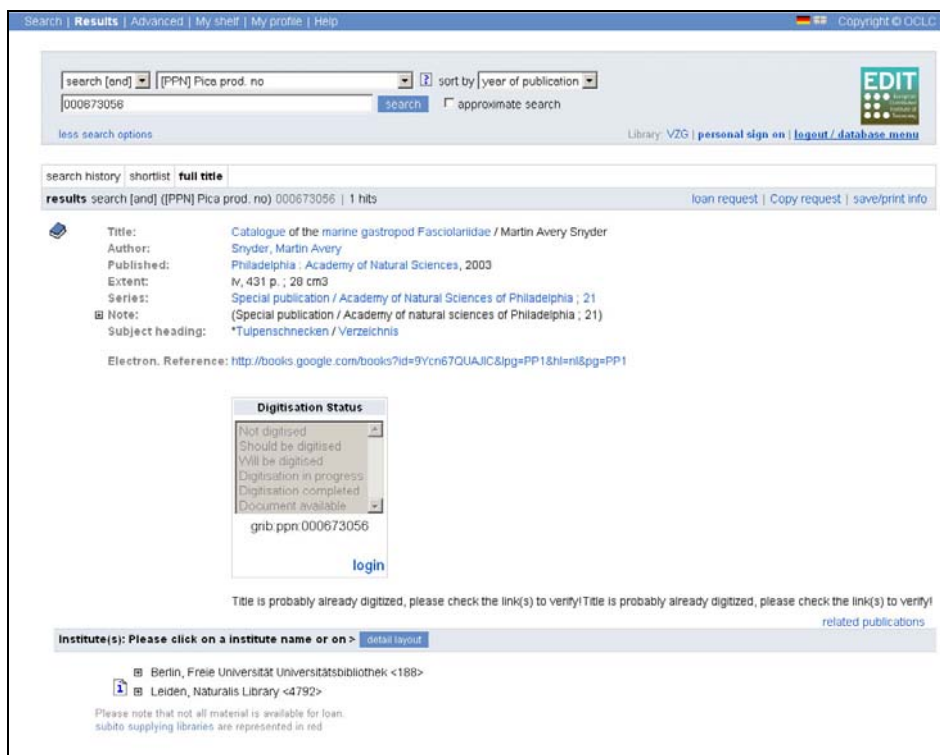 Search | Results | Advanced | My shelf | My profile | Help Copyright © OCLC
search [and] [PPN] Pica prod. no ? sort by year of publication
000673056 search approximate search
EDIT
less search options Library: VZG | personal sign on | logout / database menu
search history shortlist full title
results search [and] ([PPN] Pica prod. no) 000673056 | 1 hits loan request | Copy request | save/print info
Title: Catalogue of the marine gastropod Fasciolariidae / Martin Avery Snyder
Author: Snyder, Martin Avery
Published: Philadelphia : Academy of Natural Sciences, 2003
Extent: iv, 431 p. ; 28 cm3
Series: Special publication / Academy of Natural Sciences of Philadelphia ; 21
Note: (Special publication / Academy of natural sciences of Philadelphia ; 21)
Subject heading: *Tulpenschnecken / Verzeichnis
Electron. Reference: http://books.google.com/books?id=9Ycn67QUAJIC&lpg=PP1&hl=nl&pg=PP1
Digitisation Status
Not digitised
Should be digitised
Will be digitised
Digitisation in progress
Digitisation completed
Document available
grib:ppn:000673056
login
Title is probably already digitized, please check the link(s) to verify!Title is probably already digitized, please check the link(s) to verify!
related publications
Institute(s): Please click on a institute name or on > detail layout
Berlin, Freie Universität Universitätsbibliothek <188>
1 Leiden, Naturalis Library <4792>
Please note that not all material is available for loan.
subito supplying libraries are represented in red